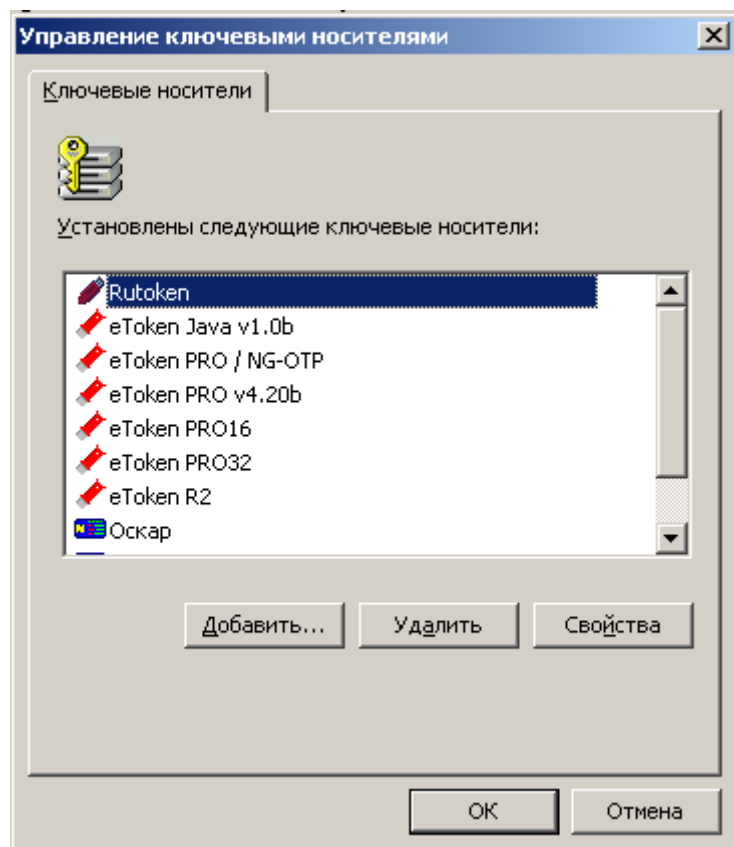 Управление ключевыми носителями
Ключевые носители
Установлены следующие ключевые носители:
Rutoken
eToken Java v1.0b
eToken PRO / NG-OTP
eToken PRO v4.20b
eToken PRO16
eToken PRO32
eToken R2
Оскар
Добавить... Удалить Свойства
OK Отмена